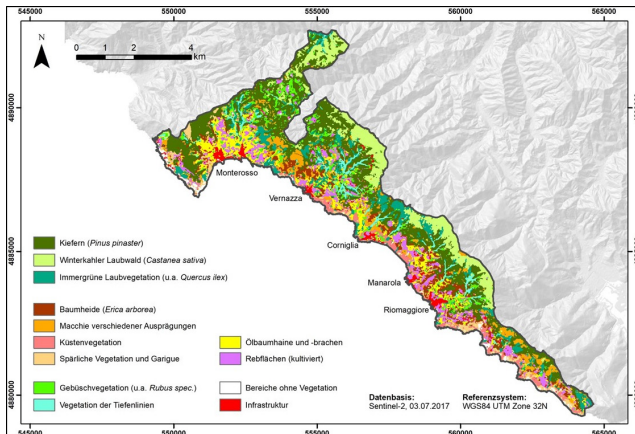 545000 550000 555000 560000 565000
N
0 1 2 4
km
4890000
4890000
Monterosso
Vernazza
Corniglia
Manarola
Riomaggiore
4885000
4885000
Kiefern (Pinus pinaster)
Winterkahler Laubwald (Castanea sativa)
Immergrüne Laubvegetation (u.a. Quercus ilex)
Baumheide (Erica arborea)
Macchie verschiedener Ausprägungen
Küstenvegetation
Spärliche Vegetation und Garigue
Gebüschvegetation (u.a. Rubus spec.)
Vegetation der Tiefenlinien
Ölbaumhaine und -brachen
Rebflächen (kultiviert)
Bereiche ohne Vegetation
Infrastruktur
Datenbasis:
Sentinel-2, 03.07.2017
Referenzsystem:
WGS84 UTM Zone 32N
4880000
4880000
545000 550000 555000 560000 565000